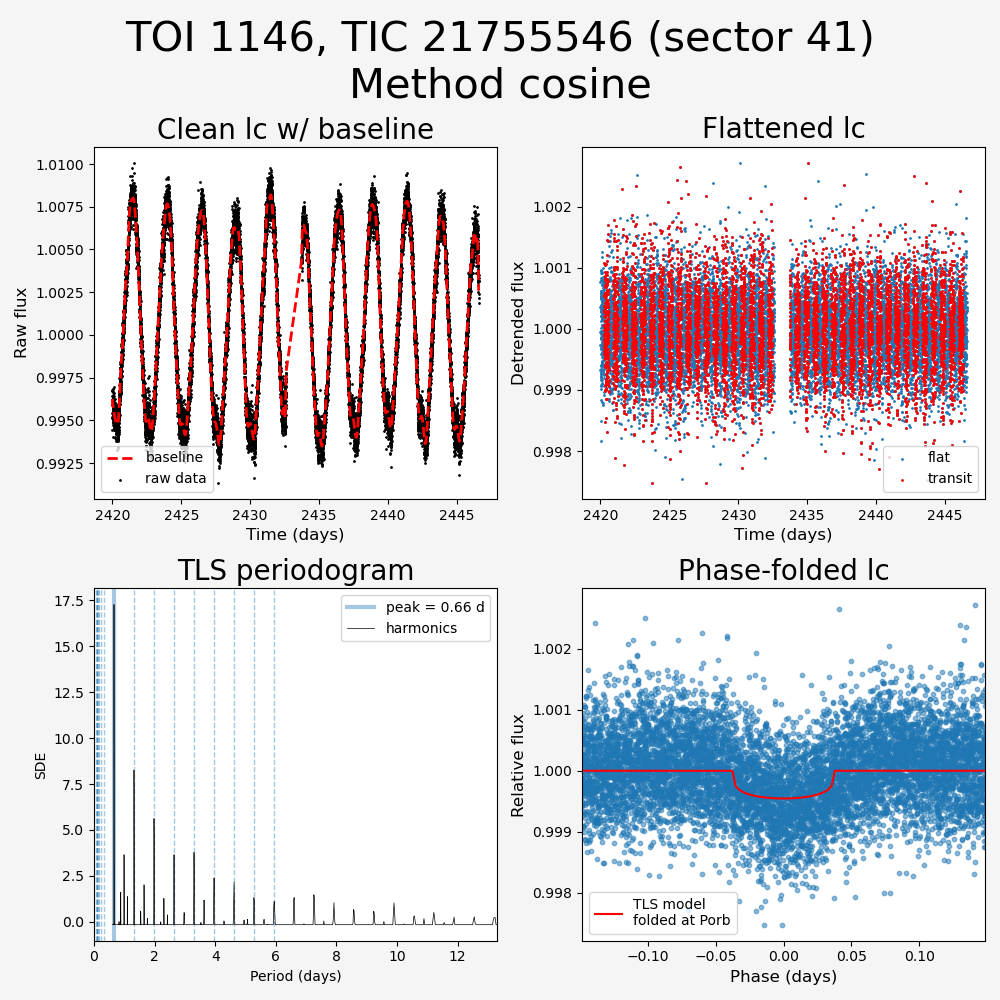 TOI 1146, TIC 21755546 (sector 41)
Method cosine
Clean lc w/ baseline
Raw flux
1.0100
1.0075
1.0050
1.0025
1.0000
0.9975
0.9950
0.9925
baseline
raw data
2420 2425 2430 2435 2440 2445
Time (days)
Flattened lc
Detrended flux
1.002
1.001
1.000
0.999
0.998
flat
transit
2420 2425 2430 2435 2440 2445
Time (days)
TLS periodogram
SDE
17.5
15.0
12.5
10.0
7.5
5.0
2.5
0.0
peak = 0.66 d
harmonics
0 2 4 6 8 10 12
Period (days)
Phase-folded lc
Relative flux
1.002
1.001
1.000
0.999
0.998
TLS model
folded at Porb
−0.10 −0.05 0.00 0.05 0.10
Phase (days)